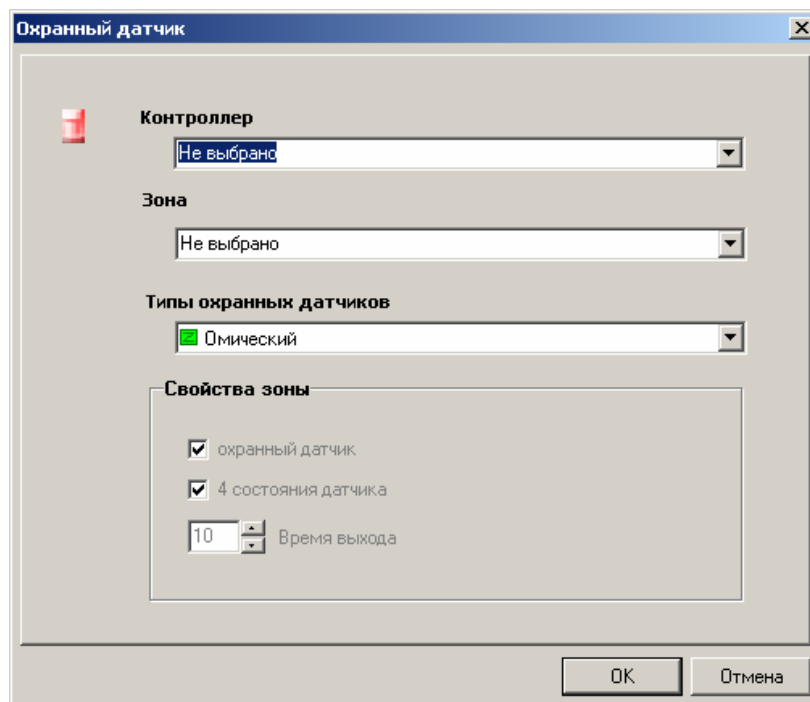 Охранный датчик
Контроллер
Не выбрано
Зона
Не выбрано
Типы охранных датчиков
Омический
Свойства зоны
охранный датчик
4 состояния датчика
10 Время выхода
OK Отмена